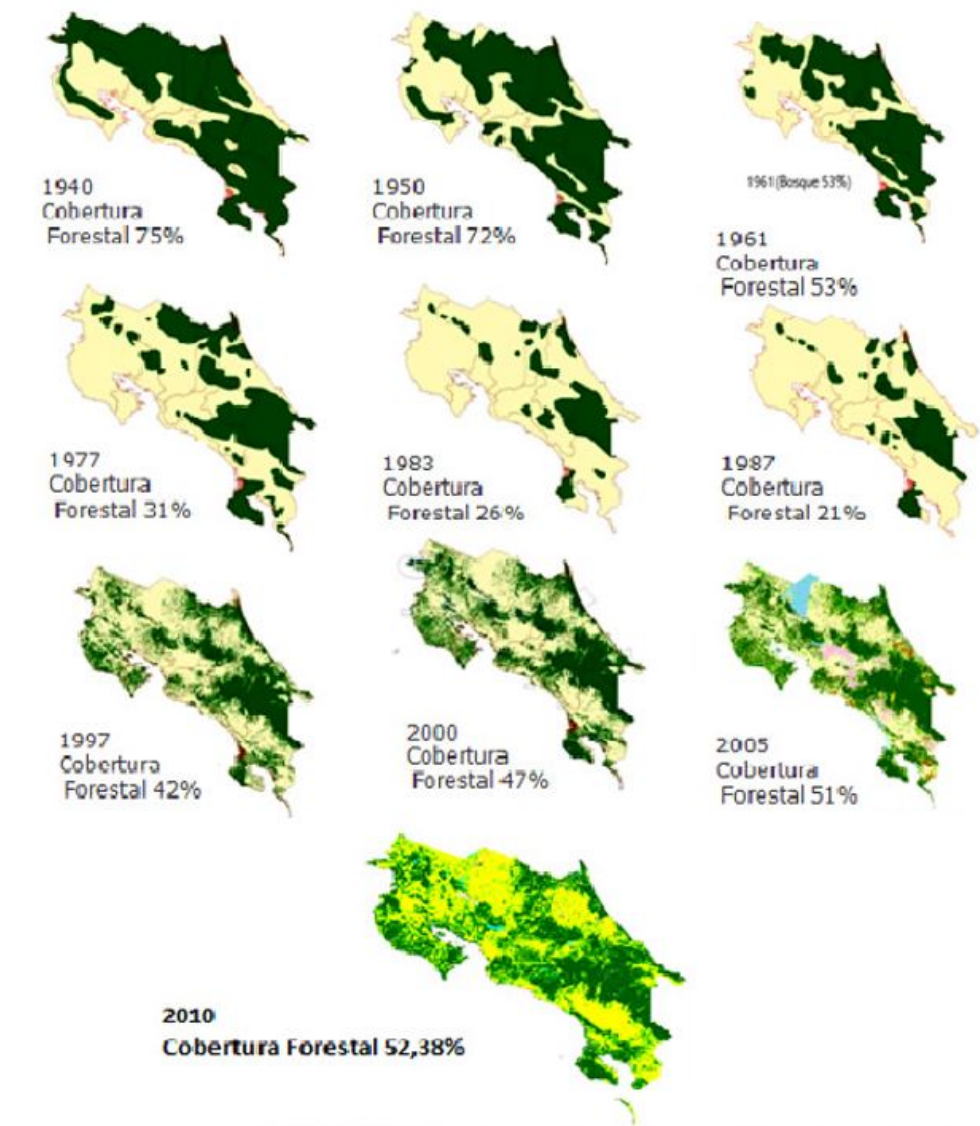 1940
Cobertura
Forestal 75%
1950
Cobertura
Forestal 72%
1961(Bosque 53%)
1961
Cobertura
Forestal 53%
1977
Cobertura
Forestal 31%
1983
Cobertura
Forestal 26%
1987
Cobertura
Forestal 21%
1997
Cobertura
Forestal 42%
2000
Cobertura
Forestal 47%
2005
Cobertura
Forestal 51%
2010
Cobertura Forestal 52,38%